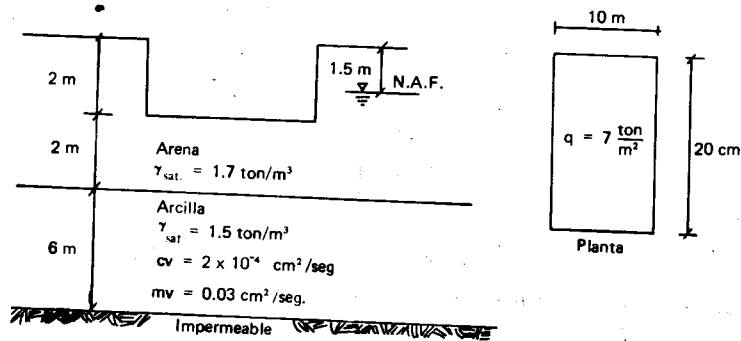 10 m
2 m
1.5 m
N.A.F.
2 m
Arena
γsat. = 1.7 ton/m³
q = 7 ton/m²
20 cm
Arcilla
γsat = 1.5 ton/m³
6 m
cv = 2 x 10⁻⁴ cm²/seg
mv = 0.03 cm²/seg.
Planta
Impermeable